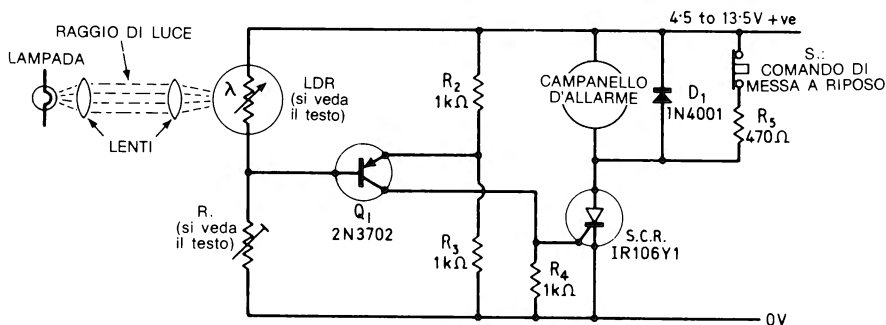 4·5 to 13·5V +ve
RAGGIO DI LUCE
LAMPADA
LENTI
λ
LDR
(si veda
il testo)
R2
1kΩ
CAMPANELLO
D'ALLARME
D1
1N4001
S1:
COMANDO DI
MESSA A RIPOSO
R5
470Ω
R1
(si veda
il testo)
Q1
2N3702
R3
1kΩ
R4
1kΩ
S.C.R.
IR106Y1
0V